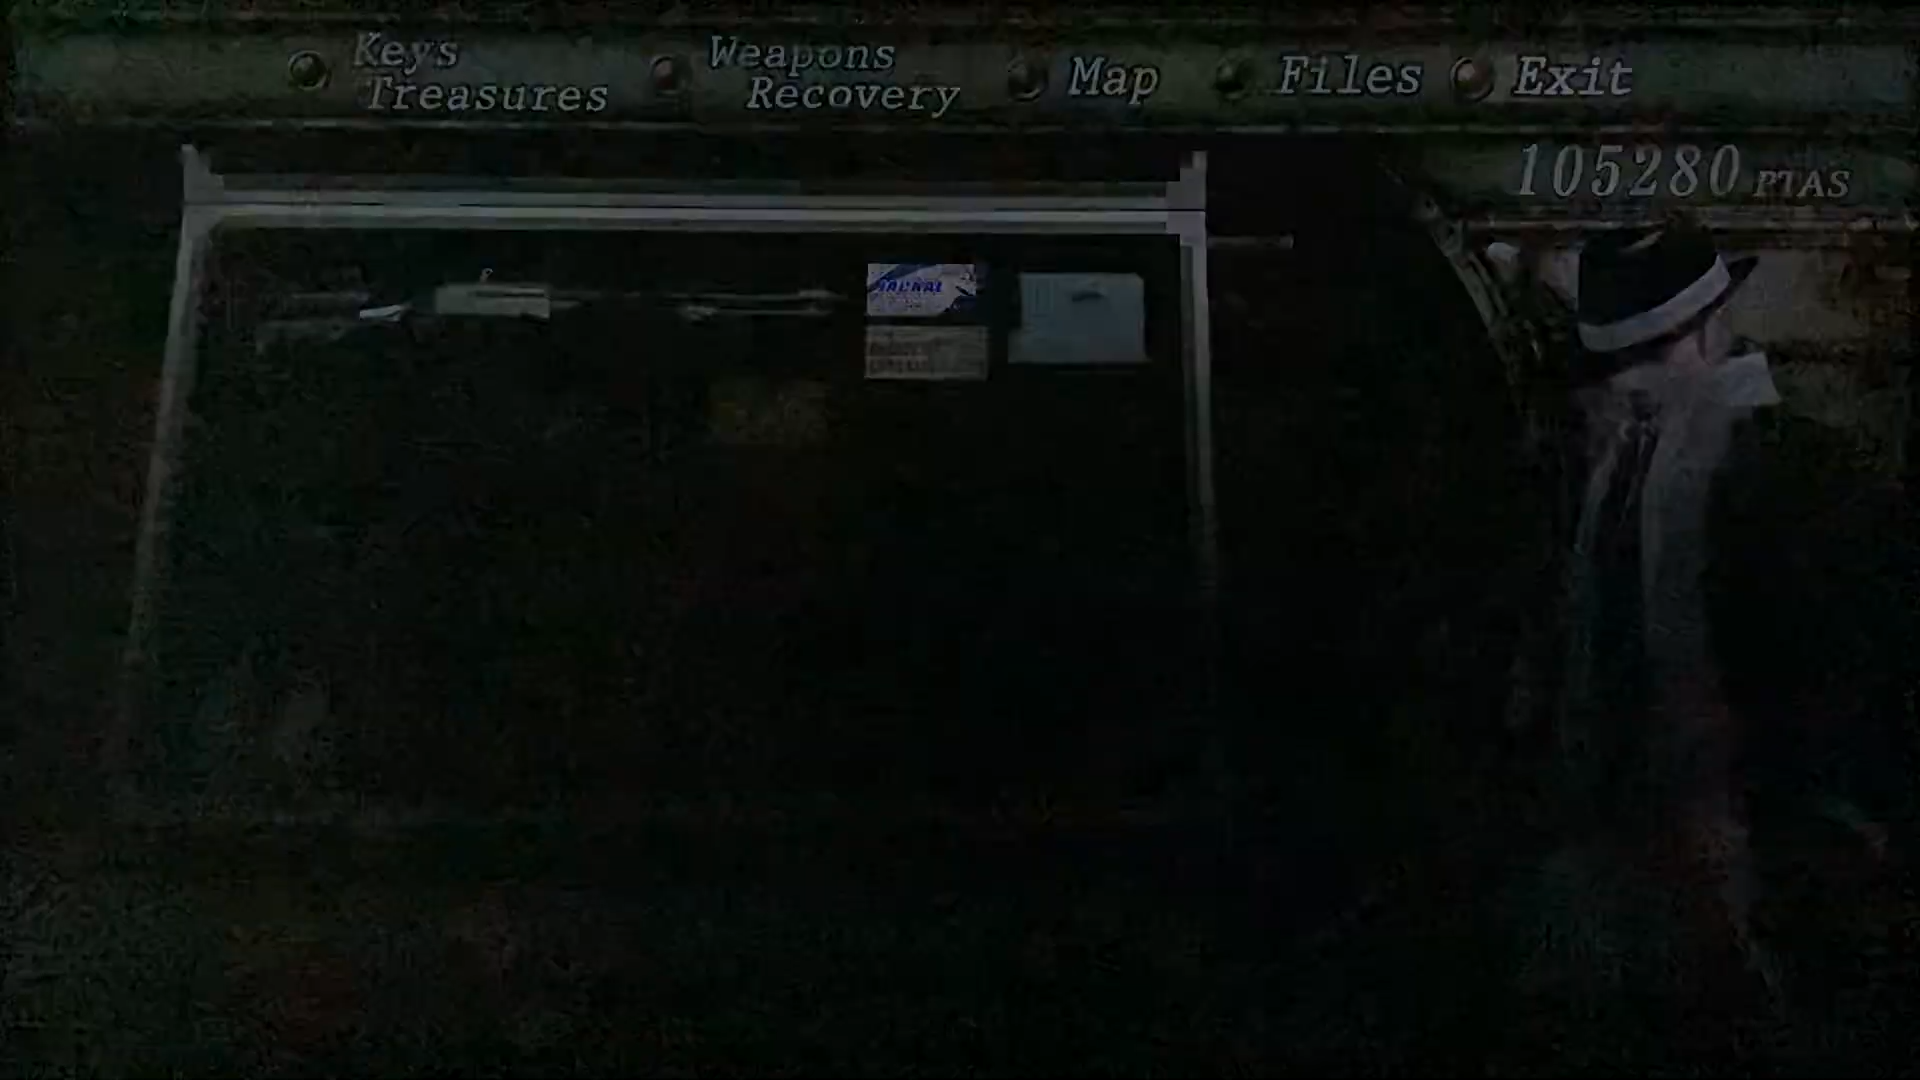 Keys
Treasures
Weapons
Recovery
Map
Files
Exit
105280 PTAS